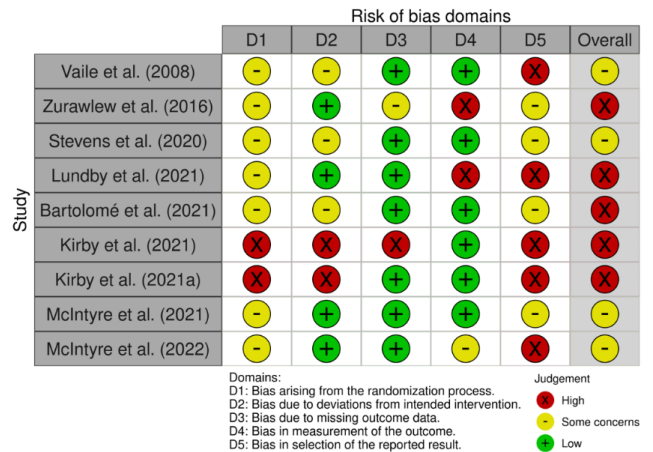 Risk of bias domains
D1 D2 D3 D4 D5 Overall
Vaile et al. (2008) - - + + X -
Zurawlew et al. (2016) - + - X - X
Stevens et al. (2020) - - + + - -
Lundby et al. (2021) - + + X X X
Bartolomé et al. (2021) - - + + - X
Kirby et al. (2021) X X X + X X
Kirby et al. (2021a) X X + + X X
McIntyre et al. (2021) - + + + - -
McIntyre et al. (2022) - + + - X -
Study
Domains:
D1: Bias arising from the randomization process.
D2: Bias due to deviations from intended intervention.
D3: Bias due to missing outcome data.
D4: Bias in measurement of the outcome.
D5: Bias in selection of the reported result.
Judgement
X High
- Some concerns
+ Low